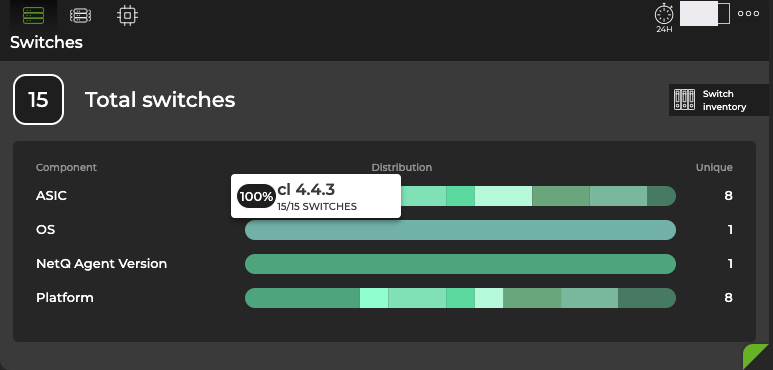 24H
Switches
15 Total switches
Switch
inventory
Component Distribution Unique
ASIC 8
100% cl 4.4.3
15/15 SWITCHES
OS 1
NetQ Agent Version 1
Platform 8